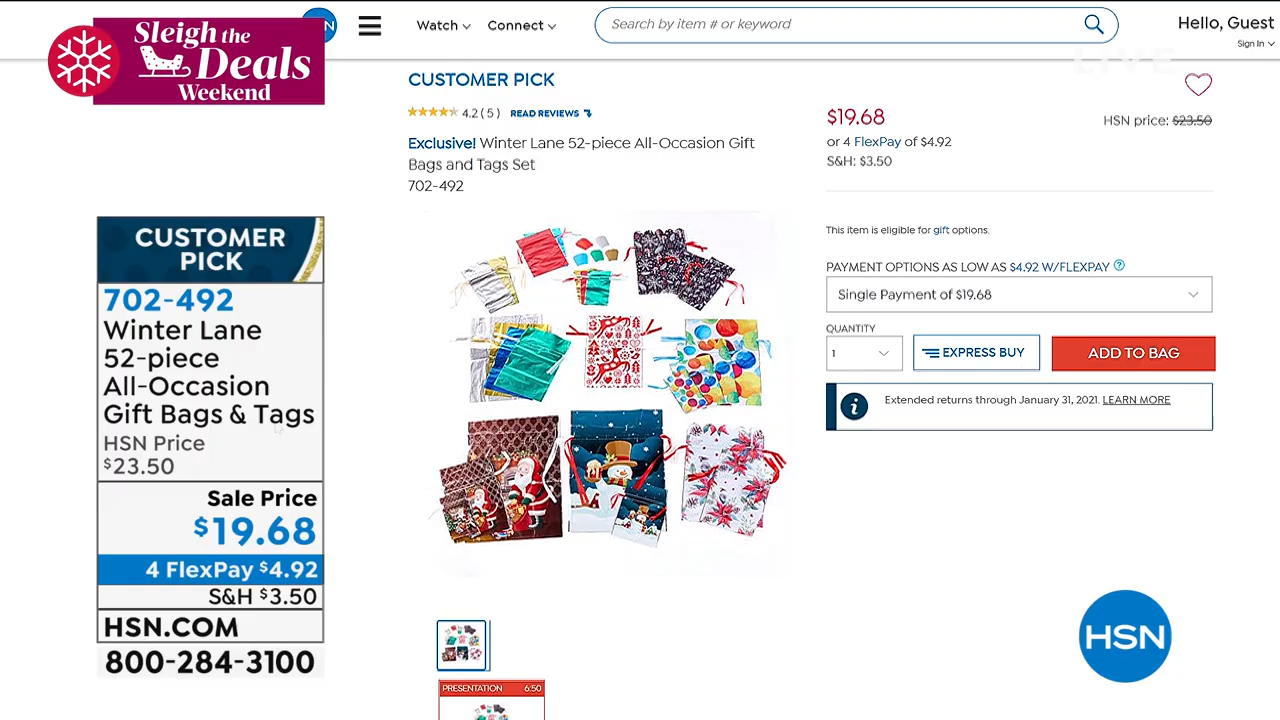 Sleigh the
Deals
Weekend
Watch
Connect
Search by item # or keyword
Hello, Guest
Sign In
LIVE
CUSTOMER PICK
4.2 ( 5 )
READ REVIEWS
Exclusive! Winter Lane 52-piece All-Occasion Gift
Bags and Tags Set
702-492
$19.68
HSN price: $23.50
or 4 FlexPay of $4.92
S&H: $3.50
This item is eligible for gift options.
PAYMENT OPTIONS AS LOW AS $4.92 W/FLEXPAY ?
Single Payment of $19.68
QUANTITY
1
EXPRESS BUY
ADD TO BAG
i
Extended returns through January 31, 2021. LEARN MORE
CUSTOMER
PICK
702-492
Winter Lane
52-piece
All-Occasion
Gift Bags & Tags
HSN Price
$23.50
Sale Price
$19.68
4 FlexPay $4.92
S&H $3.50
HSN.COM
800-284-3100
PRESENTATION 6:50
HSN